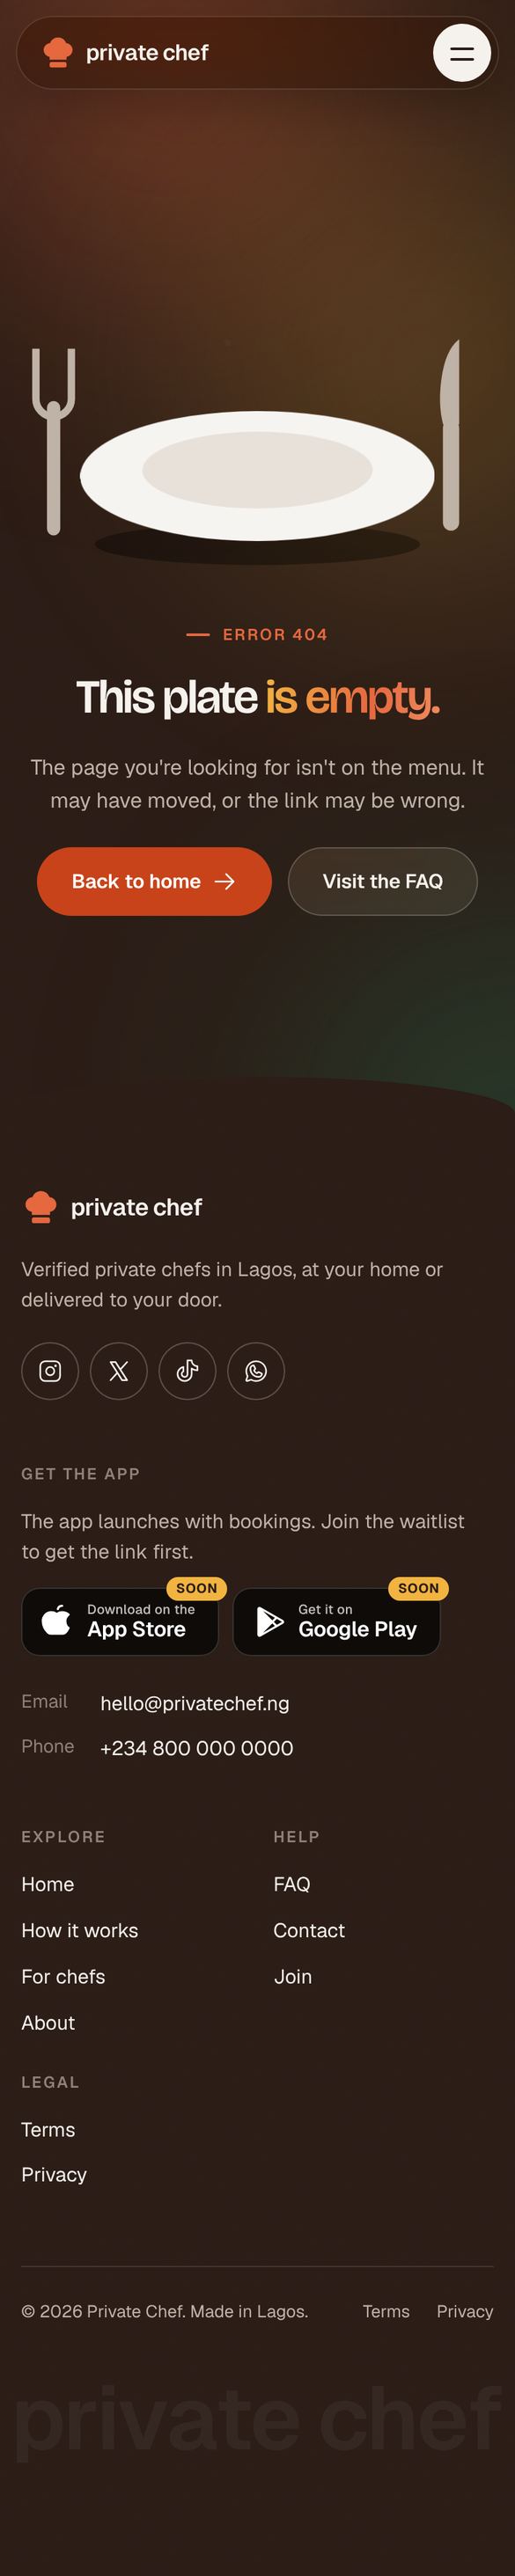 private chef
ERROR 404
This plate is empty.
The page you're looking for isn't on the menu. It
may have moved, or the link may be wrong.
Back to home
Visit the FAQ
private chef
Verified private chefs in Lagos, at your home or
delivered to your door.
GET THE APP
The app launches with bookings. Join the waitlist
to get the link first.
SOON
Download on the
App Store
SOON
Get it on
Google Play
Email hello@privatechef.ng
Phone +234 800 000 0000
EXPLORE
Home
How it works
For chefs
About
HELP
FAQ
Contact
Join
LEGAL
Terms
Privacy
© 2026 Private Chef. Made in Lagos.
Terms
Privacy
private chef